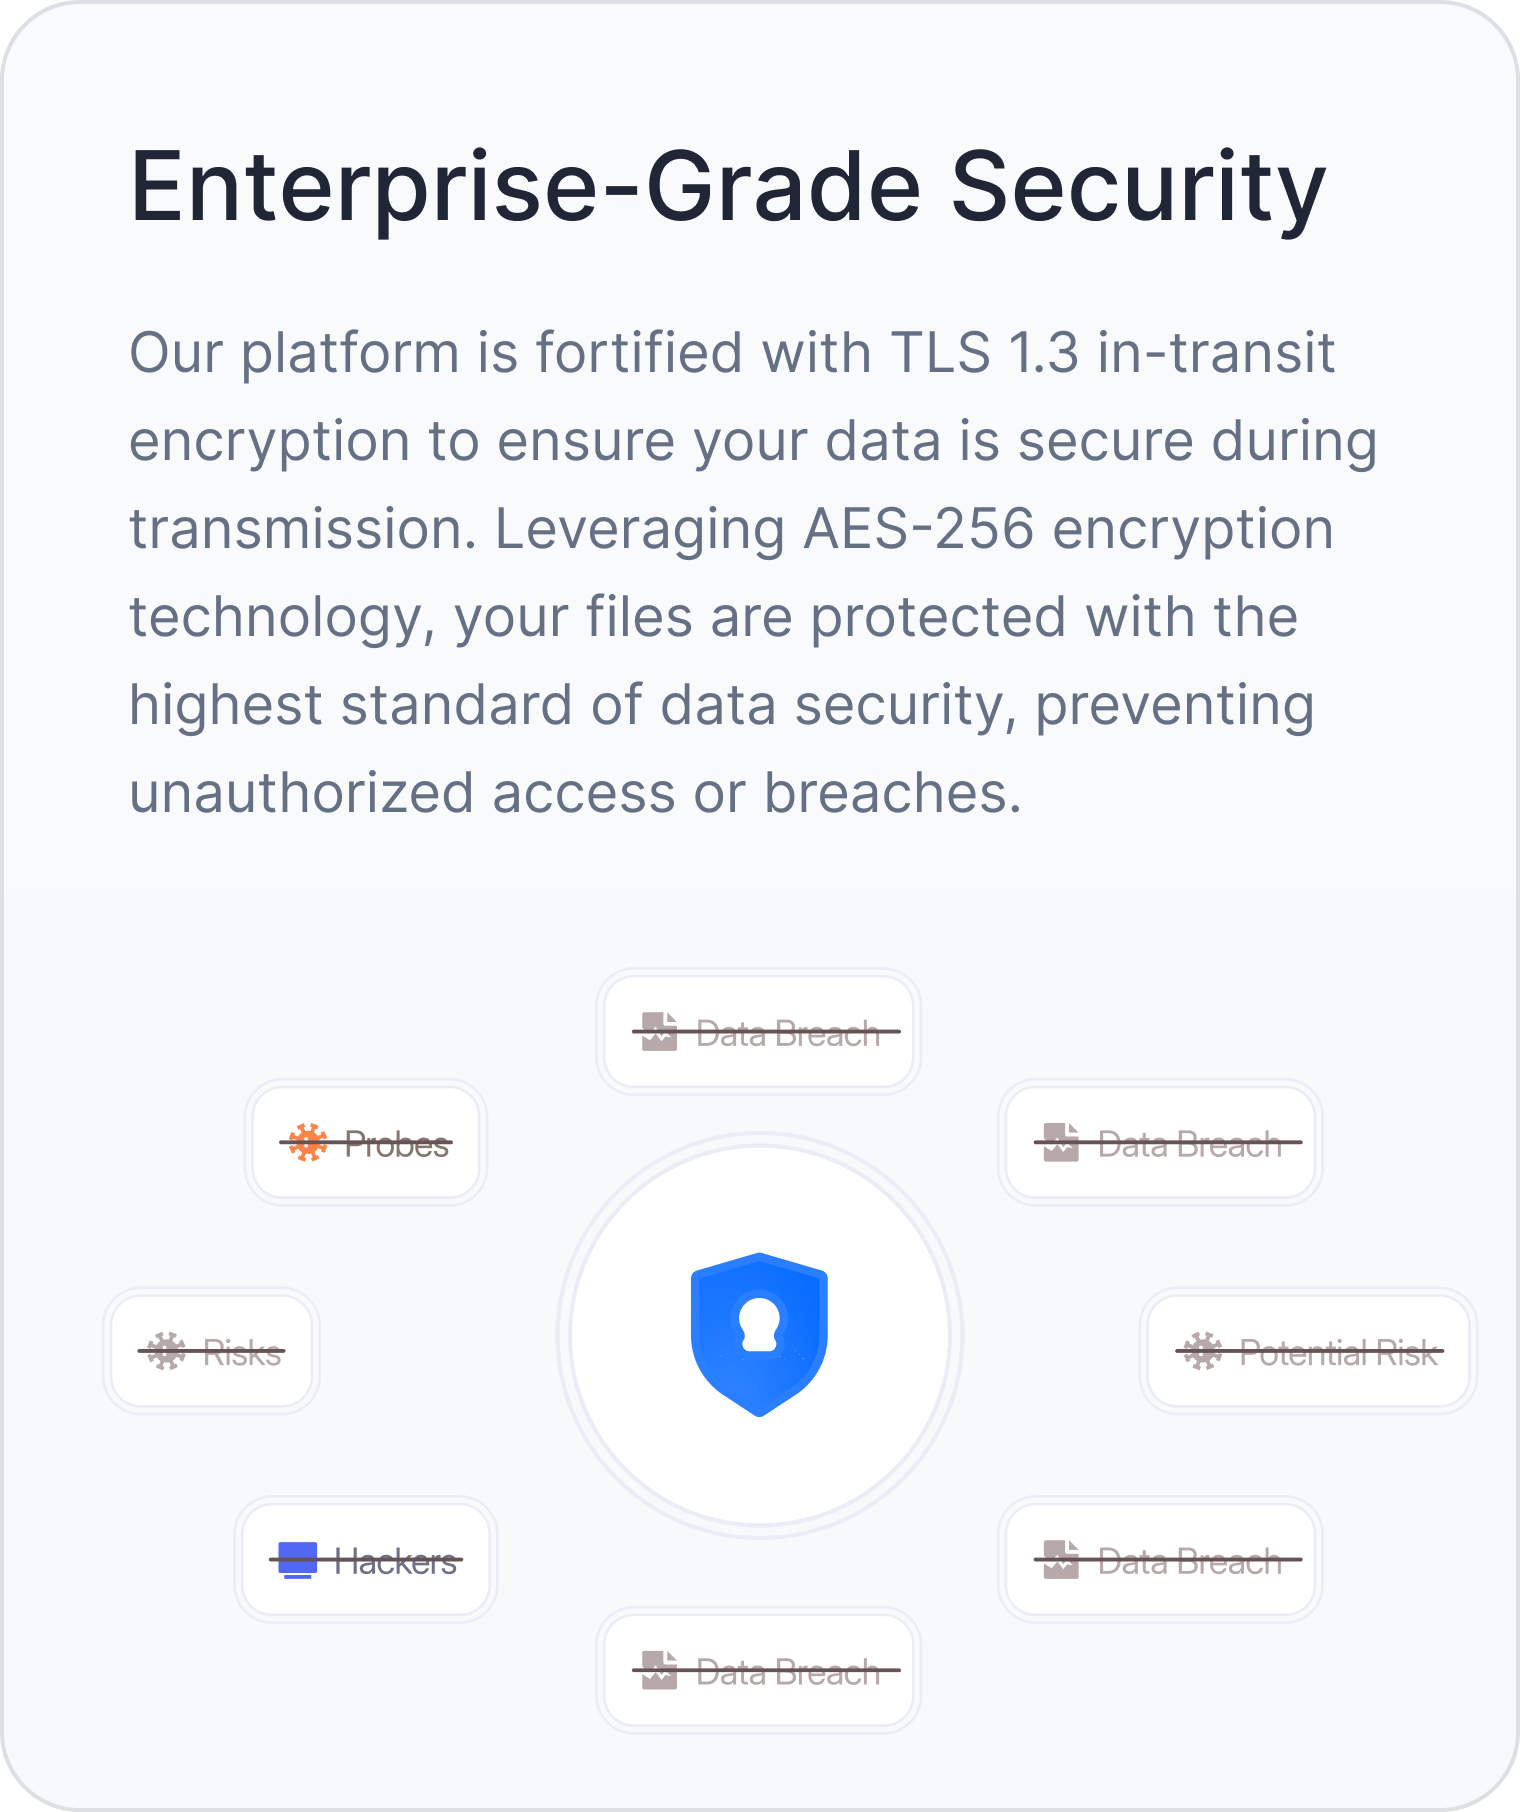 Enterprise-Grade Security
Our platform is fortified with TLS 1.3 in-transit
encryption to ensure your data is secure during
transmission. Leveraging AES-256 encryption
technology, your files are protected with the
highest standard of data security, preventing
unauthorized access or breaches.
Data Breach
Probes
Data Breach
Risks
Potential Risk
Hackers
Data Breach
Data Breach